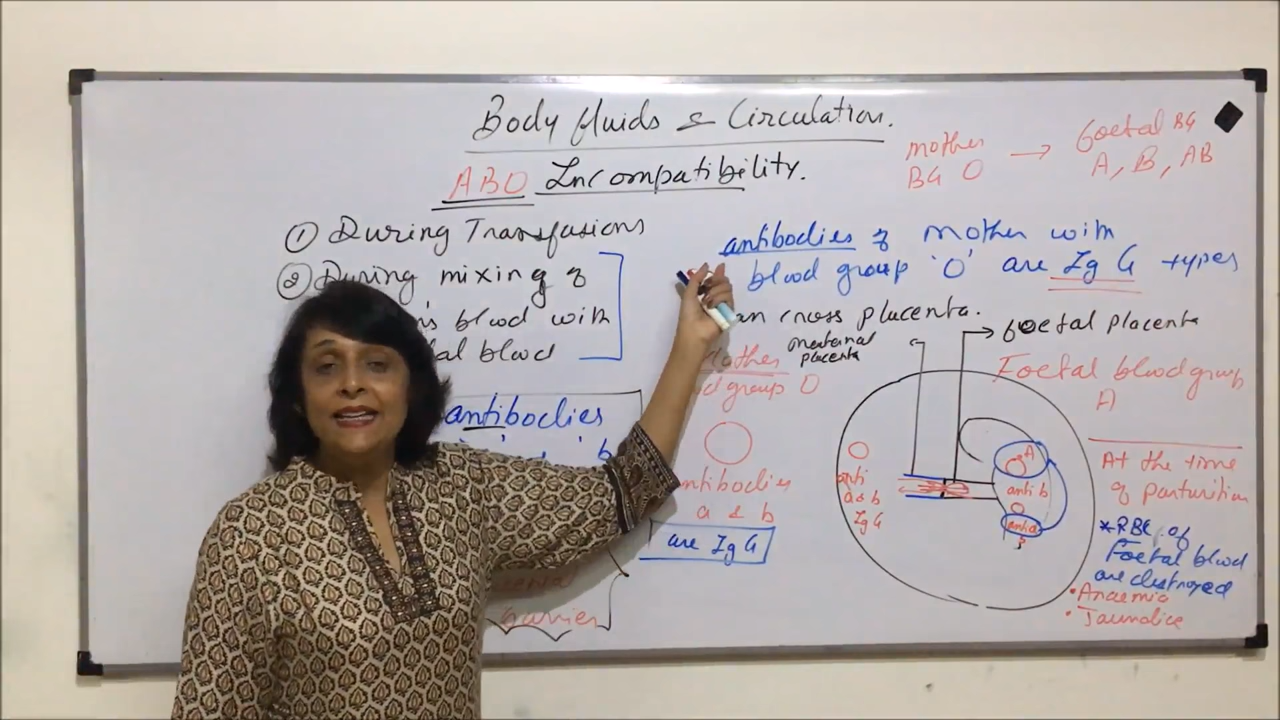 Body fluids & Circulation.
ABO Incompatibility.
mother
BG O
→
foetal BG
A, B, AB
① During Transfusions
② During mixing of
blood with
blood
antibodies
b
barrier
antibodies of mother with
blood group 'O' are Ig G types
cross placenta.
maternal
placenta
foetal placenta
Mother
group O
antibodies
a & b
are Ig G
Foetal blood group
A
anti
a & b
Ig G
A
anti b
anti a
At the time
of parturition
* RBC of
Foetal blood
are destroyed
• Anaemia
• Jaundice